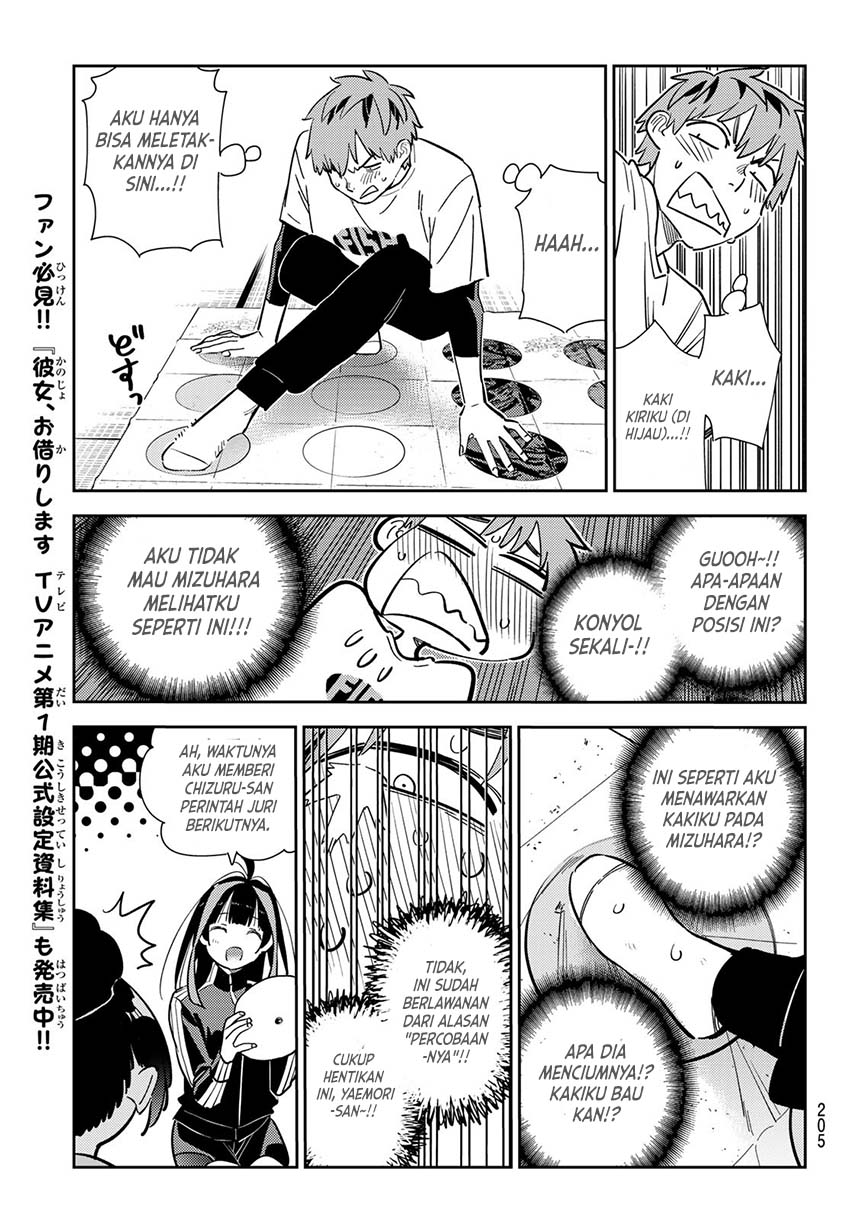 KAKI...
KAKI
KIRIKU (DI
HIJAU)...!!
HAAH...
AKU HANYA
BISA MELETAK-
KANNYA DI
SINI...!!
FISH
どすっ
GUOOH~!!
APA-APAAN
DENGAN
POSISI INI?
KONYOL
SEKALI-!!
AKU TIDAK
MAU MIZUHARA
MELIHATKU
SEPERTI INI!!!
INI SEPERTI AKU
MENAWARKAN
KAKIKU PADA
MIZUHARA!?
APA DIA
MENCIUMNYA!?
KAKIKU BAU
KAN!?
TIDAK,
INI SUDAH
BERLAWANAN
DARI ALASAN
"PERCOBAAN
-NYA"!!
CUKUP
HENTIKAN
INI, YAEMORI
-SAN~!!
AH, WAKTUNYA
AKU MEMBERI
CHIZURU-SAN
PERINTAH JURI
BERIKUTNYA.
ファン必見!!『彼女、お借りします TVアニメ第1期公式設定資料集』も発売中!!
205